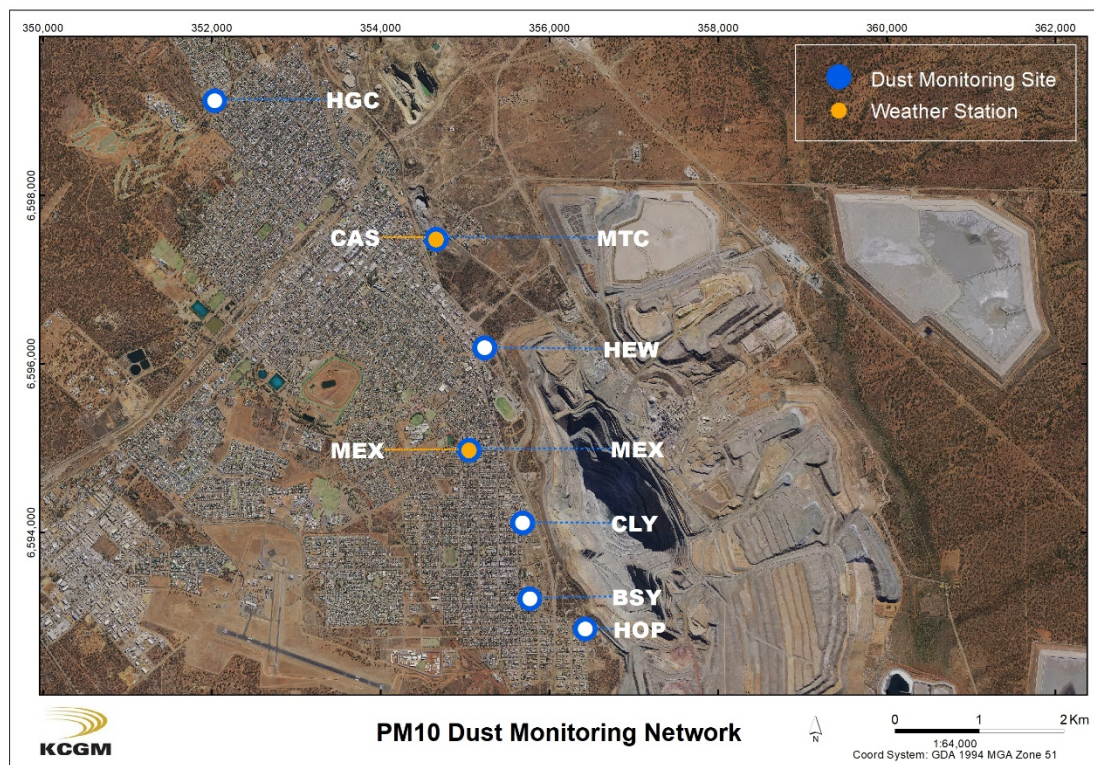 350,000
352,000
354,000
356,000
358,000
360,000
362,000
Dust Monitoring Site
Weather Station
HGC
6,598,000
CAS
MTC
HEW
6,596,000
MEX
MEX
CLY
6,594,000
BSY
HOP
KCGM
PM10 Dust Monitoring Network
N
0
1
2 Km
1:64,000
Coord System: GDA 1994 MGA Zone 51